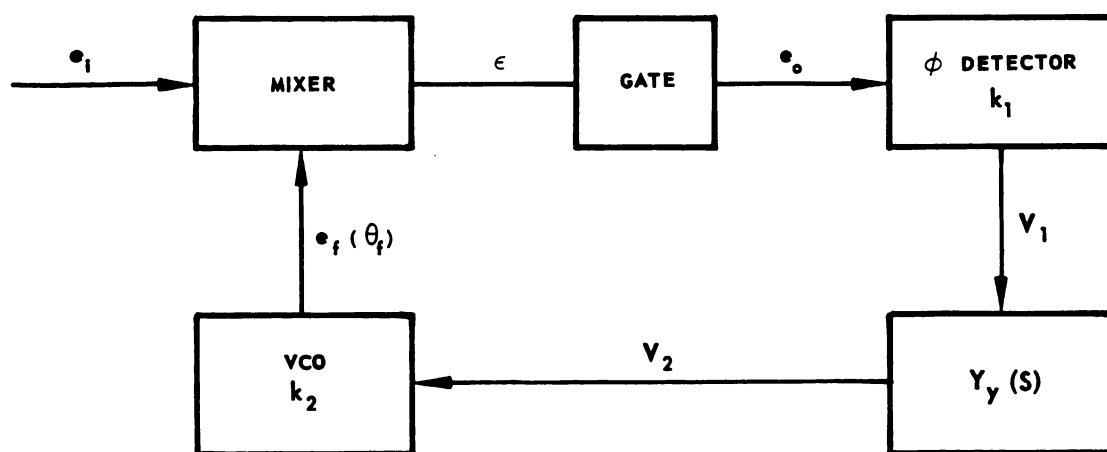 e_i
MIXER
ϵ
GATE
e_o
ϕ DETECTOR
k_1
V_1
e_f (θ_f)
VCO
k_2
V_2
Y_y (S)